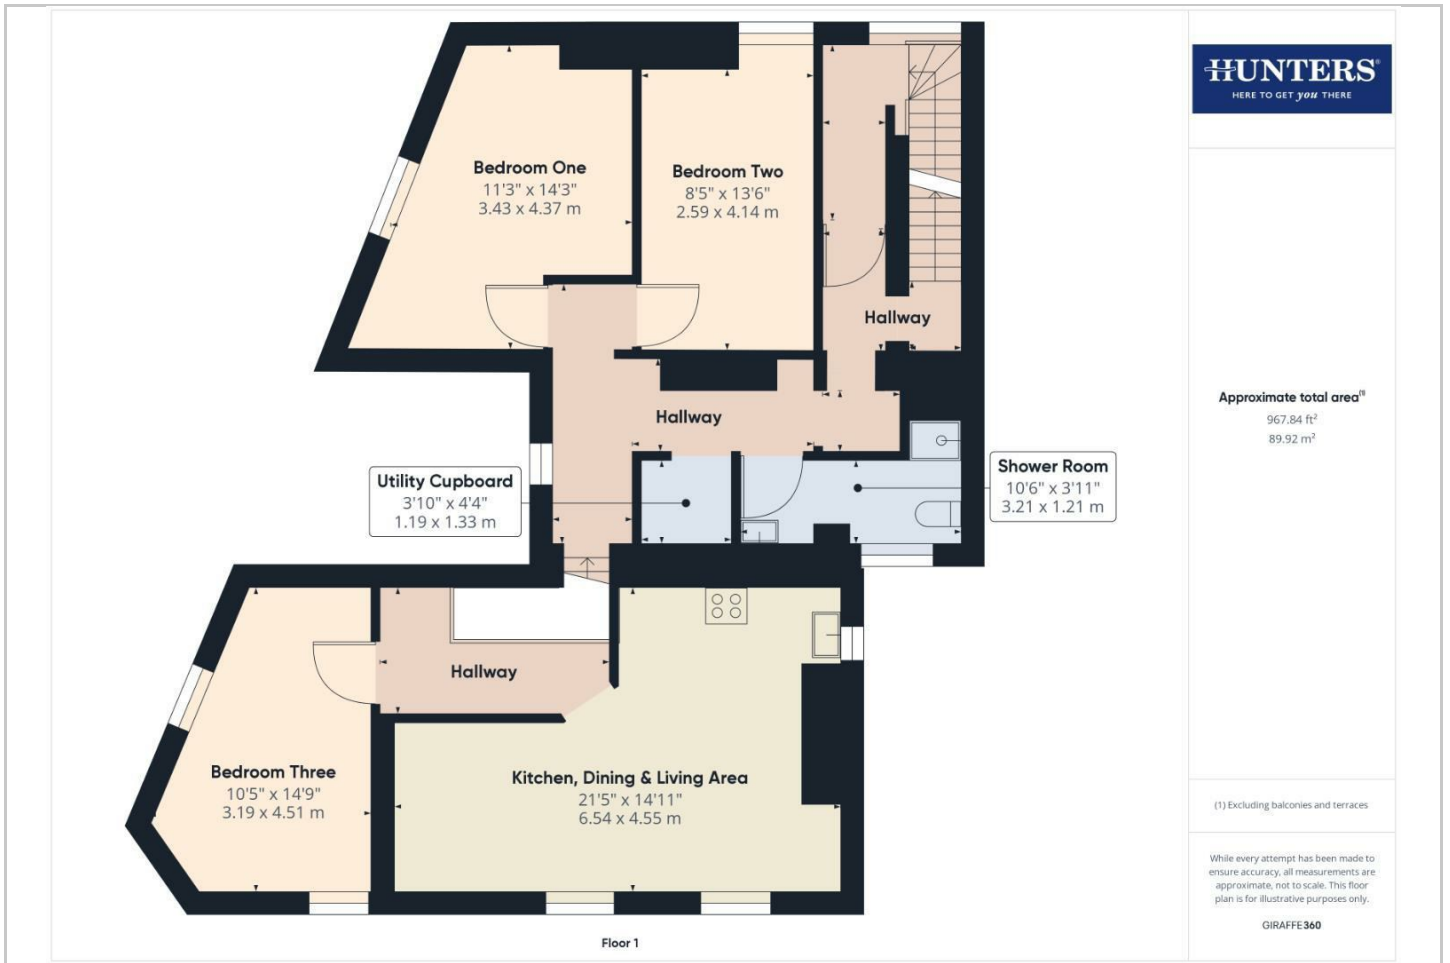 Bedroom One
11'3" x 14'3"
3.43 x 4.37 m
Bedroom Two
8'5" x 13'6"
2.59 x 4.14 m
Hallway
Hallway
Utility Cupboard
3'10" x 4'4"
1.19 x 1.33 m
Shower Room
10'6" x 3'11"
3.21 x 1.21 m
Hallway
Bedroom Three
10'5" x 14'9"
3.19 x 4.51 m
Kitchen, Dining & Living Area
21'5" x 14'11"
6.54 x 4.55 m
Floor 1
HUNTERS®
HERE TO GET you THERE
Approximate total area(1)
967.84 ft²
89.92 m²
(1) Excluding balconies and terraces
While every attempt has been made to
ensure accuracy, all measurements are
approximate, not to scale. This floor
plan is for illustrative purposes only.
GIRAFFE360